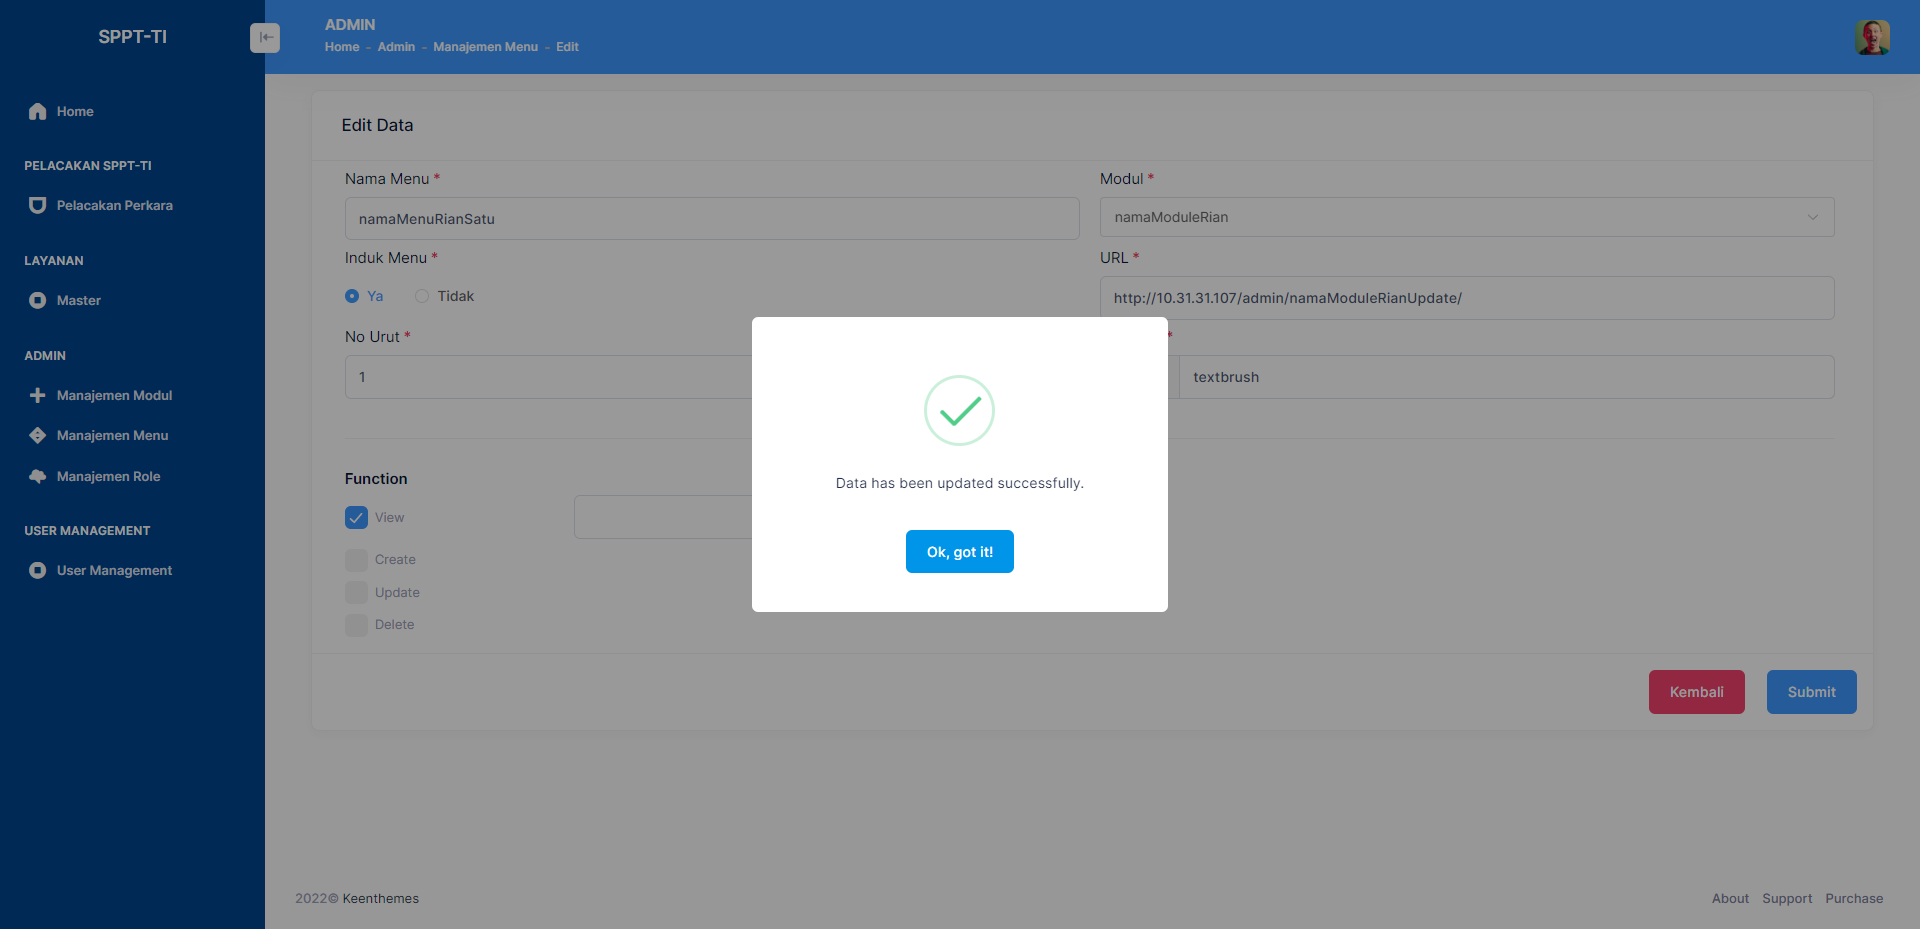 SPPT-TI
ADMIN
Home - Admin - Manajemen Menu - Edit
Home
PELACAKAN SPPT-TI
Pelacakan Perkara
LAYANAN
Master
ADMIN
Manajemen Modul
Manajemen Menu
Manajemen Role
USER MANAGEMENT
User Management
Edit Data
Nama Menu *
Modul *
namaMenuRianSatu
namaModuleRian
Induk Menu *
URL *
Ya
Tidak
http://10.31.31.107/admin/namaModuleRianUpdate/
No Urut *
*
1
textbrush
Function
View
Create
Update
Delete
Data has been updated successfully.
Ok, got it!
Kembali
Submit
2022© Keenthemes
About Support Purchase